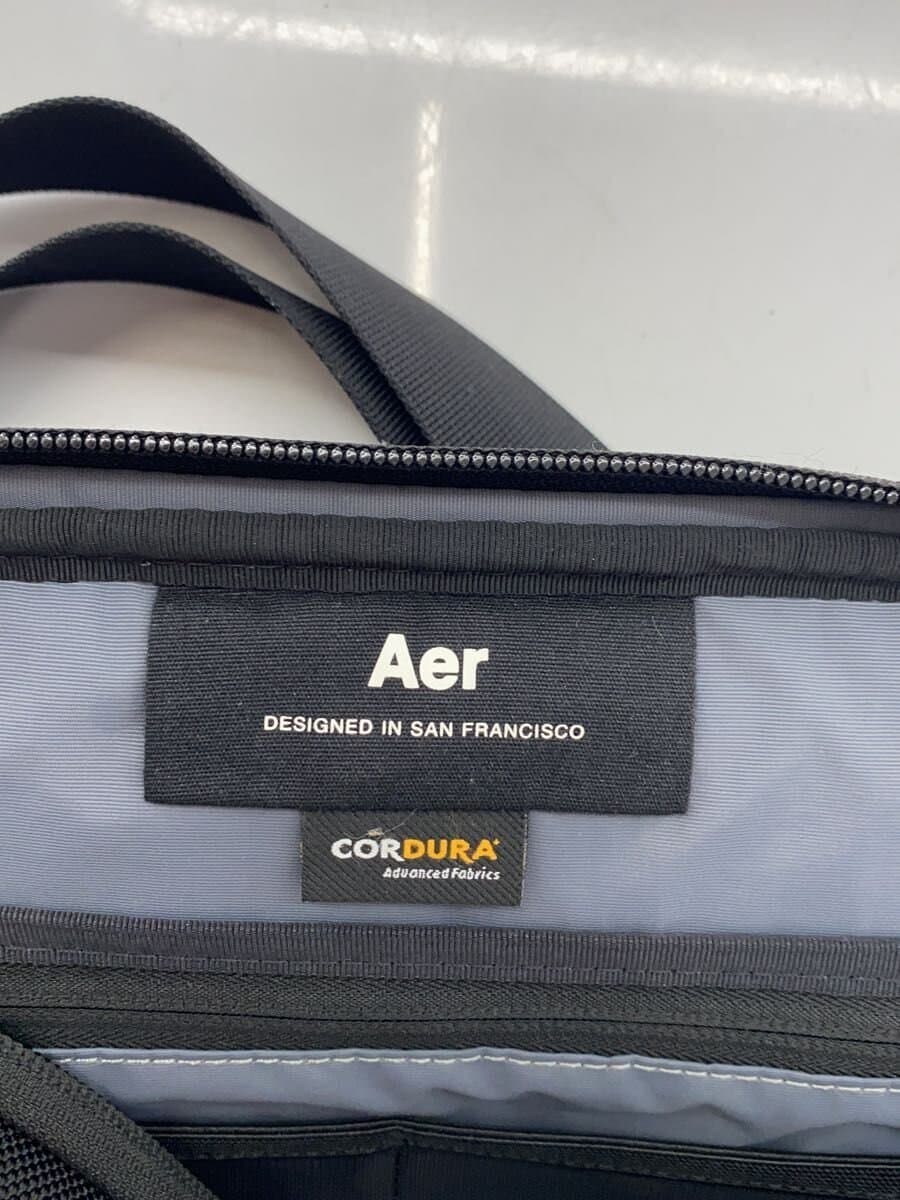 Aer
DESIGNED IN SAN FRANCISCO
CORDURA
Advanced Fabrics